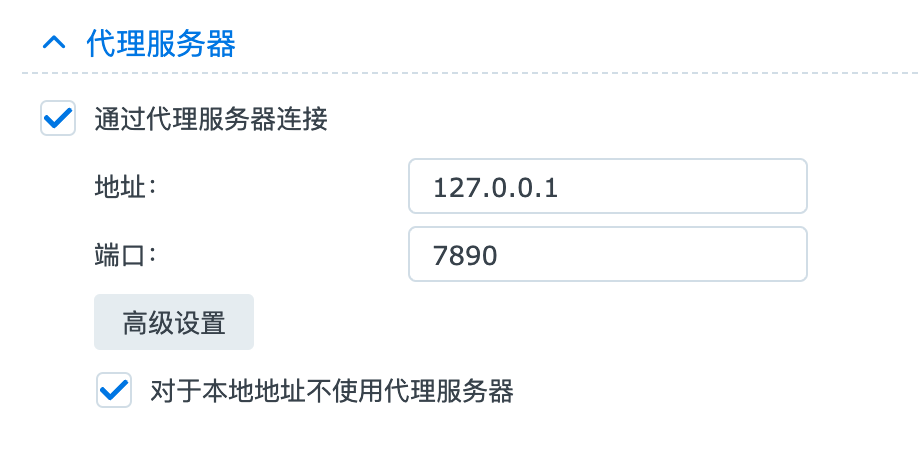 代理服务器
通过代理服务器连接
地址： 127.0.0.1
端口： 7890
高级设置
对于本地地址不使用代理服务器